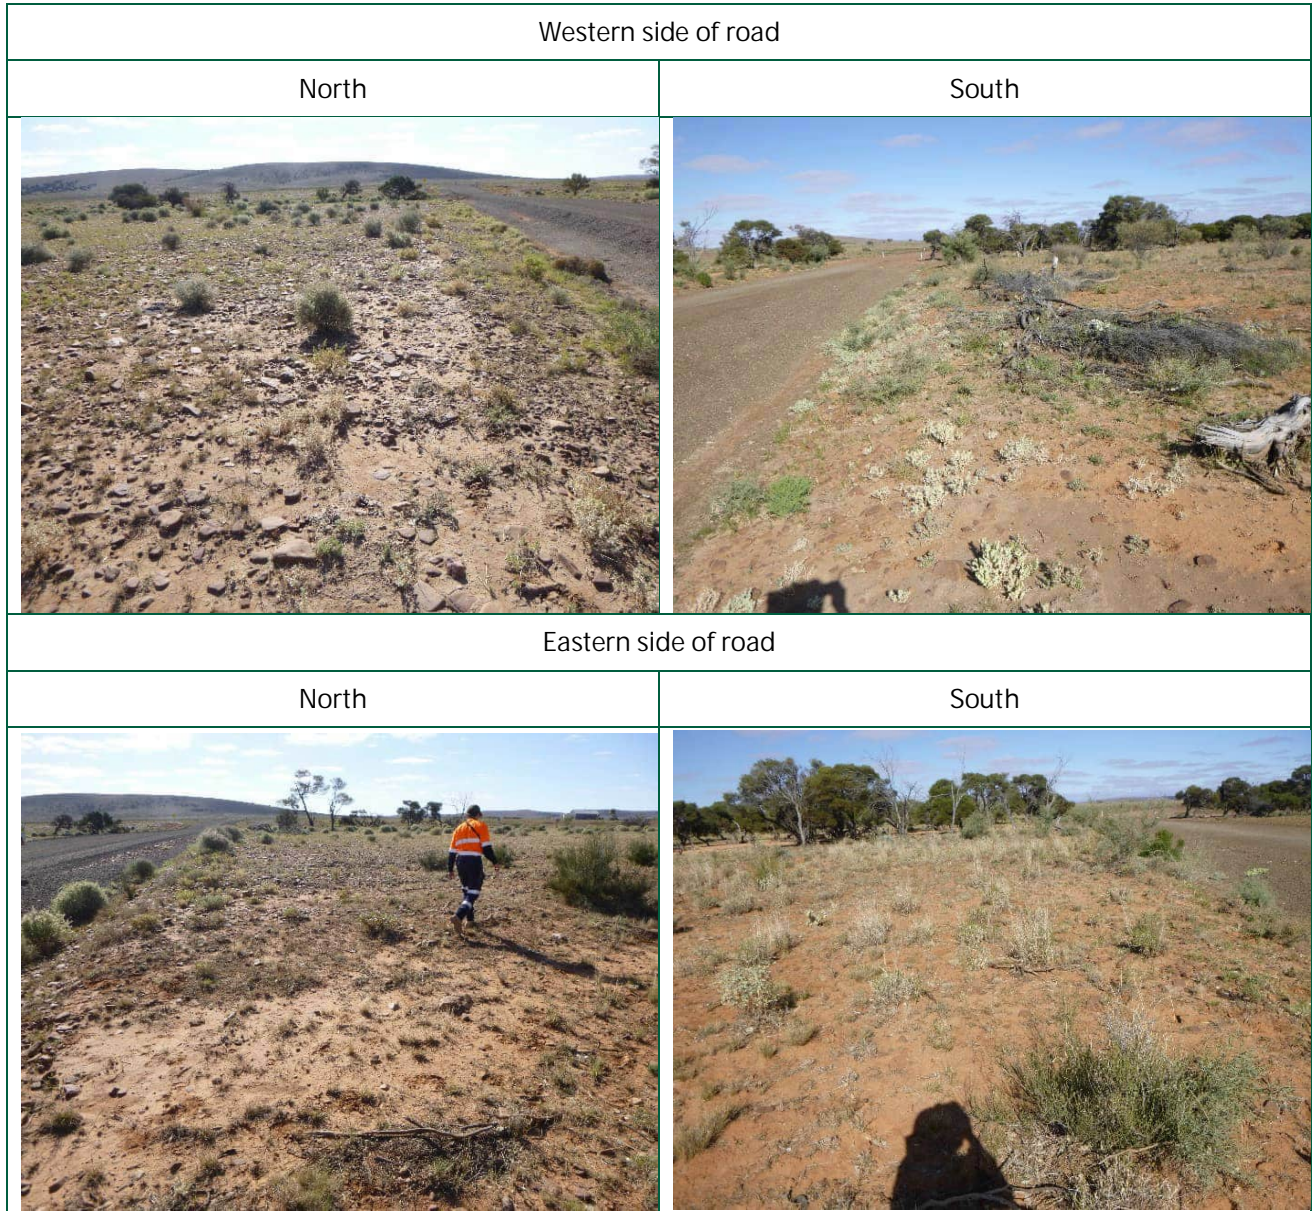 Western side of road
North
South
Eastern side of road
North
South